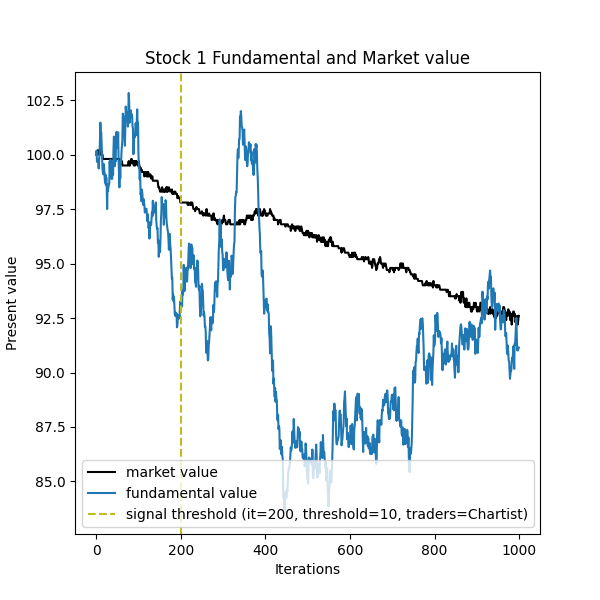 Stock 1 Fundamental and Market value
102.5
100.0
97.5
95.0
92.5
90.0
87.5
85.0
Present value
market value
fundamental value
signal threshold (it=200, threshold=10, traders=Chartist)
0 200 400 600 800 1000
Iterations